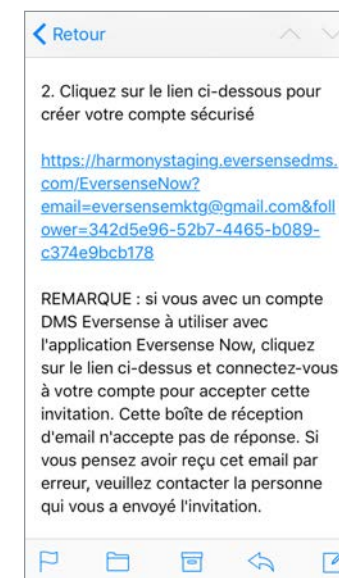 Retour
2. Cliquez sur le lien ci-dessous pour
créer votre compte sécurisé
https://harmonystaging.eversensedms.
com/EversenseNow?
email=eversensemktg@gmail.com&foll
ower=342d5e96-52b7-4465-b089-
c374e9bcb178
REMARQUE : si vous avec un compte
DMS Eversense à utiliser avec
l'application Eversense Now, cliquez
sur le lien ci-dessus et connectez-vous
à votre compte pour accepter cette
invitation. Cette boîte de réception
d'email n'accepte pas de réponse. Si
vous pensez avoir reçu cet email par
erreur, veuillez contacter la personne
qui vous a envoyé l'invitation.